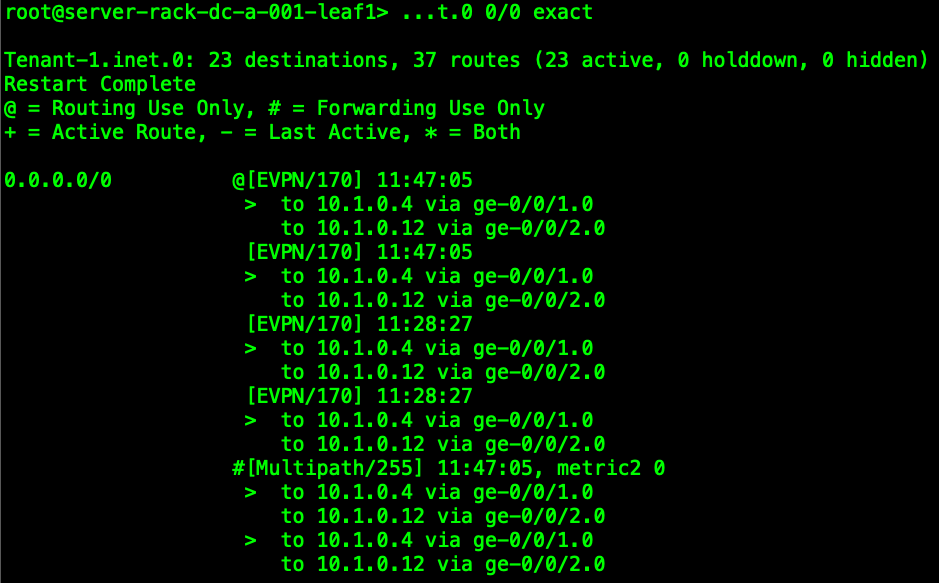 root@server-rack-dc-a-001-leaf1> ...t.0 0/0 exact
Tenant-1.inet.0: 23 destinations, 37 routes (23 active, 0 holddown, 0 hidden)
Restart Complete
@ = Routing Use Only, # = Forwarding Use Only
+ = Active Route, - = Last Active, * = Both
0.0.0.0/0          @[EVPN/170] 11:47:05
                    >  to 10.1.0.4 via ge-0/0/1.0
                       to 10.1.0.12 via ge-0/0/2.0
                    [EVPN/170] 11:47:05
                    >  to 10.1.0.4 via ge-0/0/1.0
                       to 10.1.0.12 via ge-0/0/2.0
                    [EVPN/170] 11:28:27
                    >  to 10.1.0.4 via ge-0/0/1.0
                       to 10.1.0.12 via ge-0/0/2.0
                    [EVPN/170] 11:28:27
                    >  to 10.1.0.4 via ge-0/0/1.0
                       to 10.1.0.12 via ge-0/0/2.0
                   #[Multipath/255] 11:47:05, metric2 0
                    >  to 10.1.0.4 via ge-0/0/1.0
                       to 10.1.0.12 via ge-0/0/2.0
                    >  to 10.1.0.4 via ge-0/0/1.0
                       to 10.1.0.12 via ge-0/0/2.0